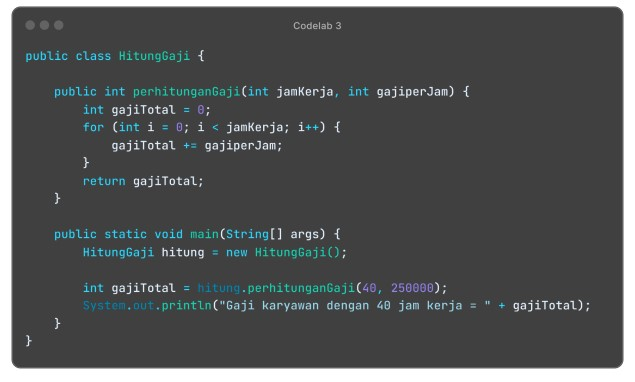 Codelab 3
public class HitungGaji {
    public int perhitunganGaji(int jamKerja, int gajiperJam) {
        int gajiTotal = 0;
        for (int i = 0; i < jamKerja; i++) {
            gajiTotal += gajiperJam;
        }
        return gajiTotal;
    }
    public static void main(String[] args) {
        HitungGaji hitung = new HitungGaji();
        int gajiTotal = hitung.perhitunganGaji(40, 250000);
        System.out.println("Gaji karyawan dengan 40 jam kerja = " + gajiTotal);
    }
}